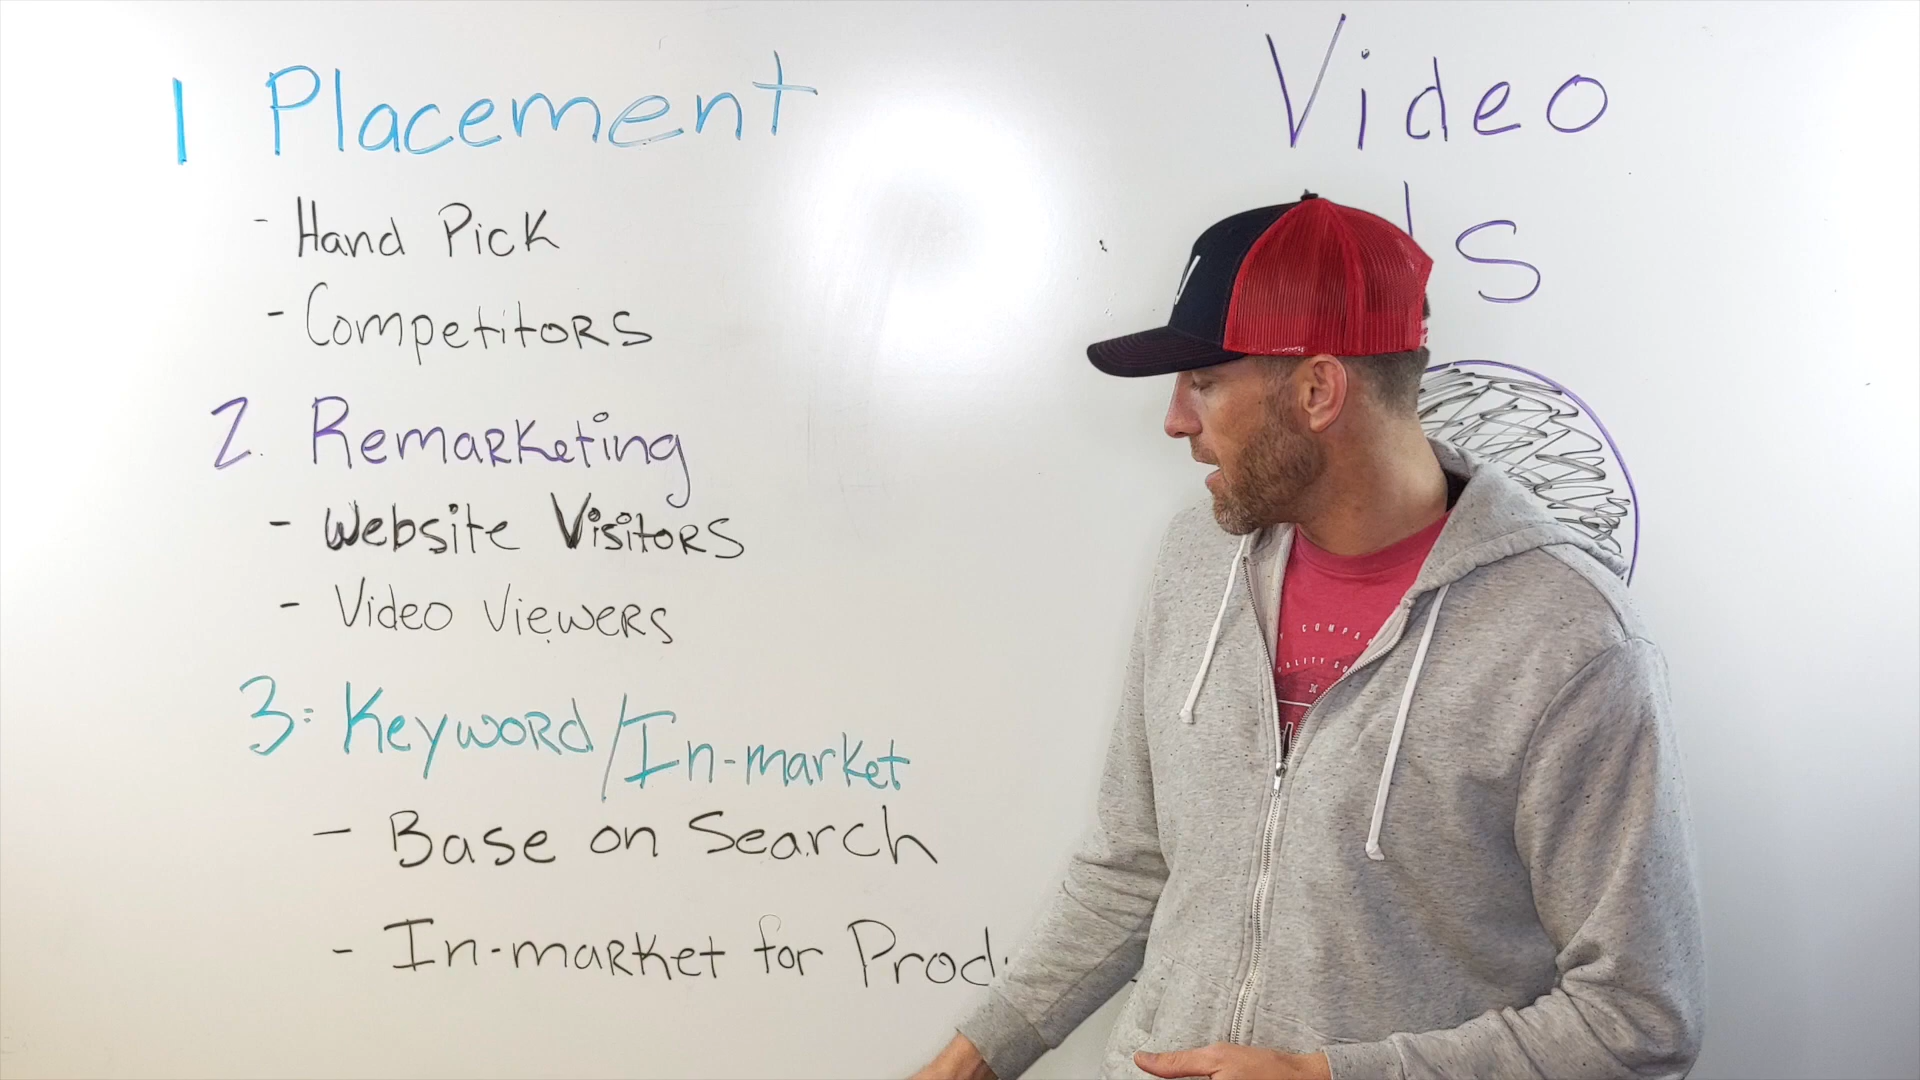 1 Placement
- Hand Pick
- Competitors
2. Remarketing
- Website Visitors
- Video Viewers
3: Keyword/In-market
- Base on Search
- In-market for Prod
Video
s